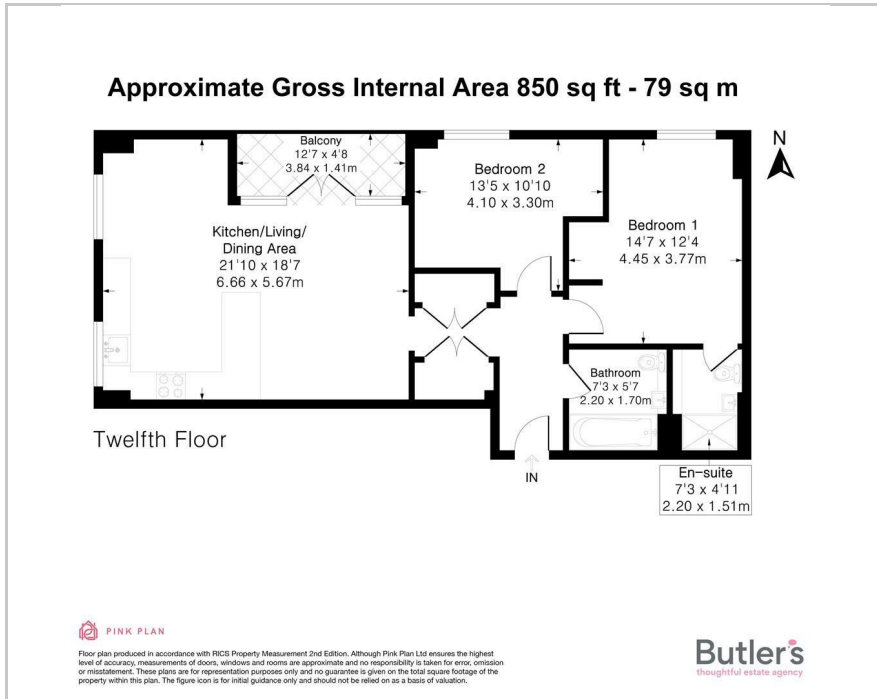 Approximate Gross Internal Area 850 sq ft - 79 sq m
Balcony
12'7 x 4'8
3.84 x 1.41m
N
Bedroom 2
13'5 x 10'10
4.10 x 3.30m
Bedroom 1
14'7 x 12'4
4.45 x 3.77m
Kitchen/Living/
Dining Area
21'10 x 18'7
6.66 x 5.67m
Bathroom
7'3 x 5'7
2.20 x 1.70m
Twelfth Floor
IN
En-suite
7'3 x 4'11
2.20 x 1.51m
PINK PLAN
Floor plan produced in accordance with RICS Property Measurement 2nd Edition. Although Pink Plan Ltd ensures the highest
level of accuracy, measurements of doors, windows and rooms are approximate and no responsibility is taken for error, omission
or misstatement. These plans are for representation purposes only and no guarantee is given on the total square footage of the
property within this plan. The figure icon is for initial guidance only and should not be relied on as a basis of valuation.
Butler's
thoughtful estate agency